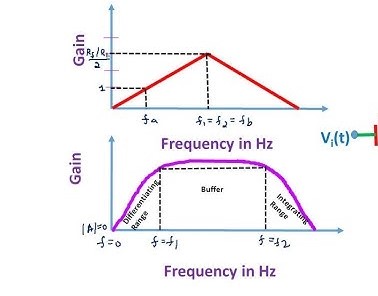 Gain
Rf/R1
2
1
fa
f1 = f2 = fb
Frequency in Hz
Vi(t)
Gain
Differentiating
Range
Buffer
Integrating
Range
|A|=0
f=0
f=f1
f=f2
Frequency in Hz